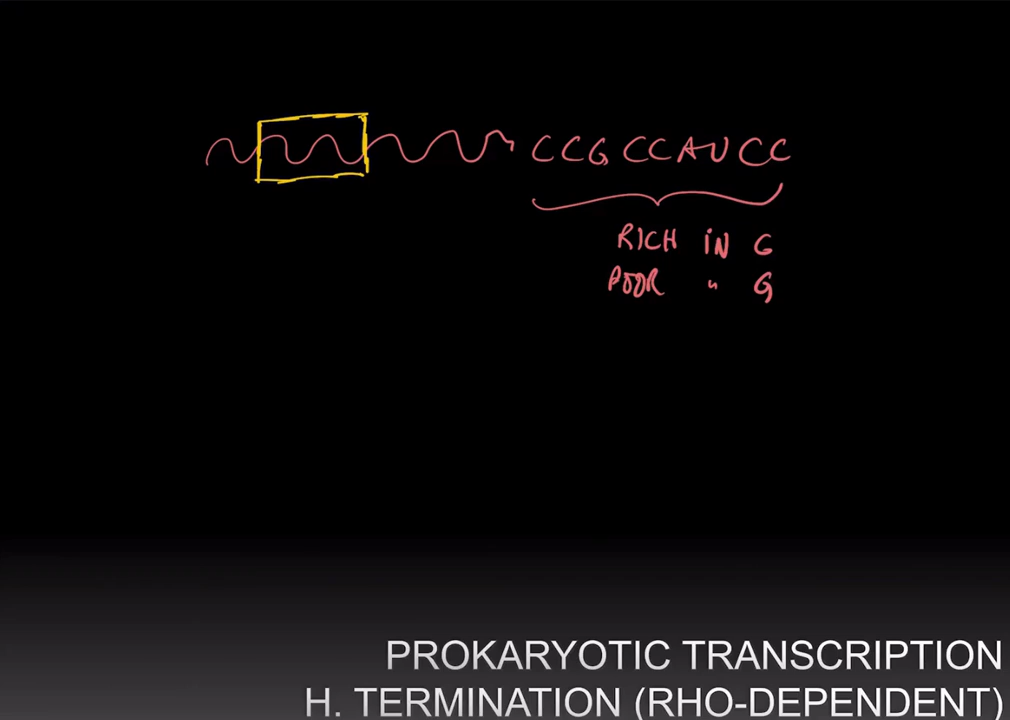 CCGCCAUCC
RICH IN C
POOR " G
PROKARYOTIC TRANSCRIPTION
H. TERMINATION (RHO-DEPENDENT)